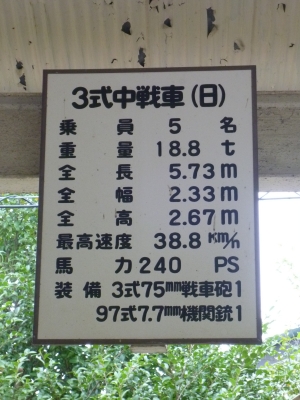 3式中戦車(日)
乗員 5名
重量 18.8 t
全長 5.73m
全幅 2.33m
全高 2.67m
最高速度 38.8 Km/h
馬力 240 PS
装備 3式75mm戦車砲1
97式7.7mm機関銃1